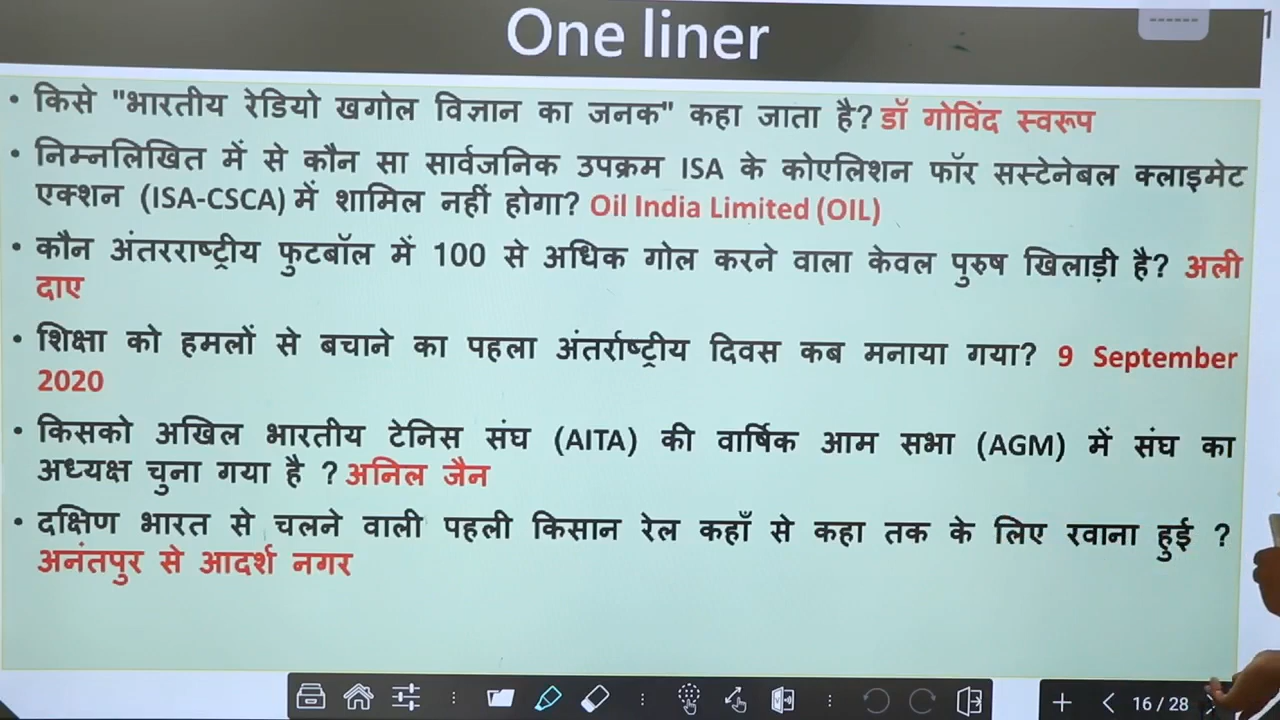 One liner
• किसे "भारतीय रेडियो खगोल विज्ञान का जनक" कहा जाता है? डॉ गोविंद स्वरूप
• निम्नलिखित में से कौन सा सार्वजनिक उपक्रम ISA के कोएलिशन फॉर सस्टेनेबल क्लाइमेट
एक्शन (ISA-CSCA) में शामिल नहीं होगा? Oil India Limited (OIL)
• कौन अंतरराष्ट्रीय फुटबॉल में 100 से अधिक गोल करने वाला केवल पुरुष खिलाड़ी है? अली
दाए
• शिक्षा को हमलों से बचाने का पहला अंतर्राष्ट्रीय दिवस कब मनाया गया? 9 September
2020
• किसको अखिल भारतीय टेनिस संघ (AITA) की वार्षिक आम सभा (AGM) में संघ का
अध्यक्ष चुना गया है ? अनिल जैन
• दक्षिण भारत से चलने वाली पहली किसान रेल कहाँ से कहा तक के लिए रवाना हुई ?
अनंतपुर से आदर्श नगर
16 / 28